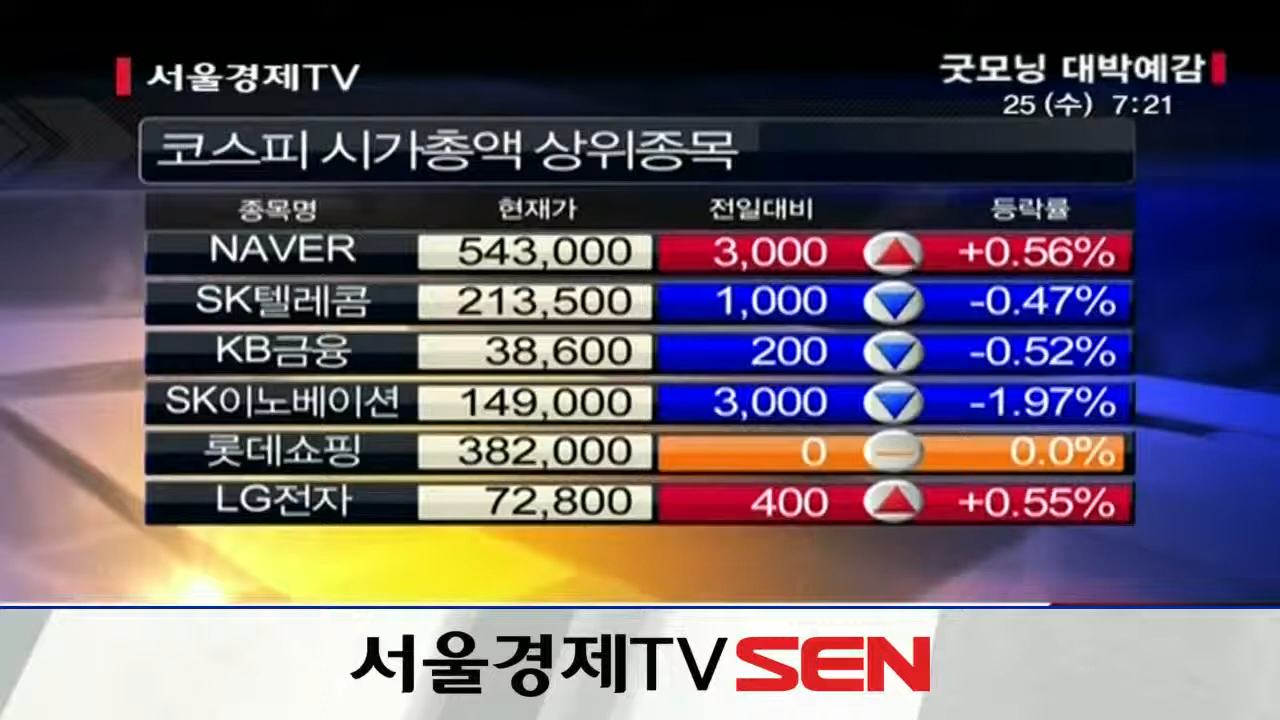 서울경제TV
굿모닝 대박예감
25 (수) 7:21
코스피 시가총액 상위종목
종목명 현재가 전일대비 등락률
NAVER 543,000 3,000 ▲ +0.56%
SK텔레콤 213,500 1,000 ▼ -0.47%
KB금융 38,600 200 ▼ -0.52%
SK이노베이션 149,000 3,000 ▼ -1.97%
롯데쇼핑 382,000 0 — 0.0%
LG전자 72,800 400 ▲ +0.55%
서울경제TV SEN